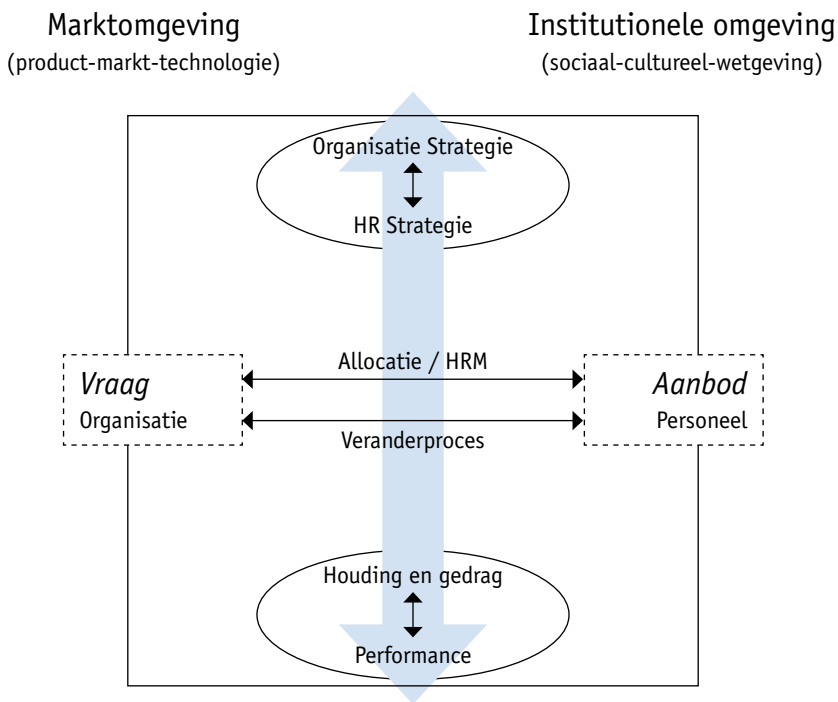 Marktomgeving
(product-markt-technologie)
Institutionele omgeving
(sociaal-cultureel-wetgeving)
Organisatie Strategie
HR Strategie
Allocatie / HRM
Vraag
Organisatie
Aanbod
Personeel
Veranderproces
Houding en gedrag
Performance